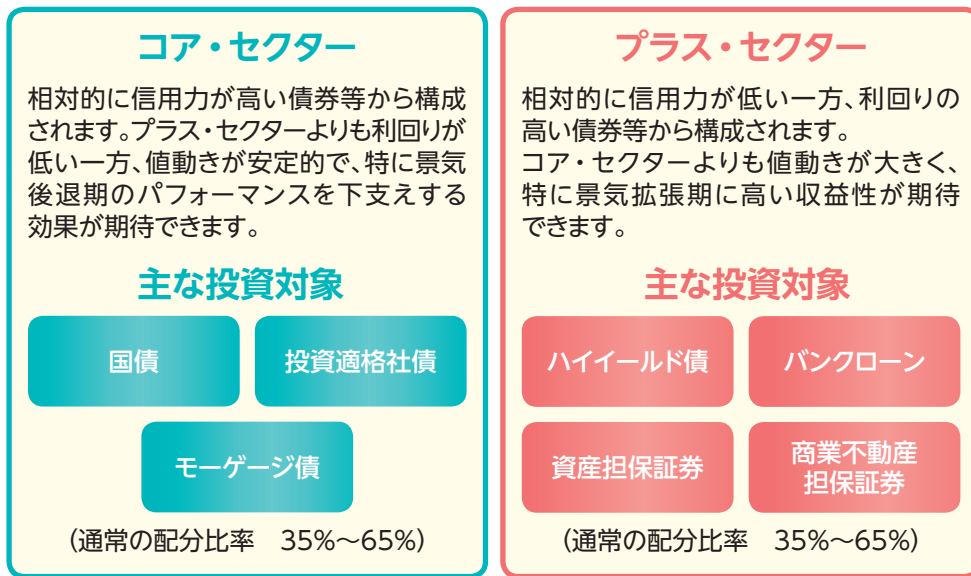 コア・セクター
相対的に信用力が高い債券等から構成
されます。プラス・セクターよりも利回りが
低い一方、値動きが安定的で、特に景気
後退期のパフォーマンスを下支えする
効果が期待できます。
主な投資対象
国債
投資適格社債
モーゲージ債
(通常の配分比率　35%〜65%)
プラス・セクター
相対的に信用力が低い一方、利回りの
高い債券等から構成されます。
コア・セクターよりも値動きが大きく、
特に景気拡張期に高い収益性が期待
できます。
主な投資対象
ハイイールド債
バンクローン
資産担保証券
商業不動産
担保証券
(通常の配分比率　35%〜65%)